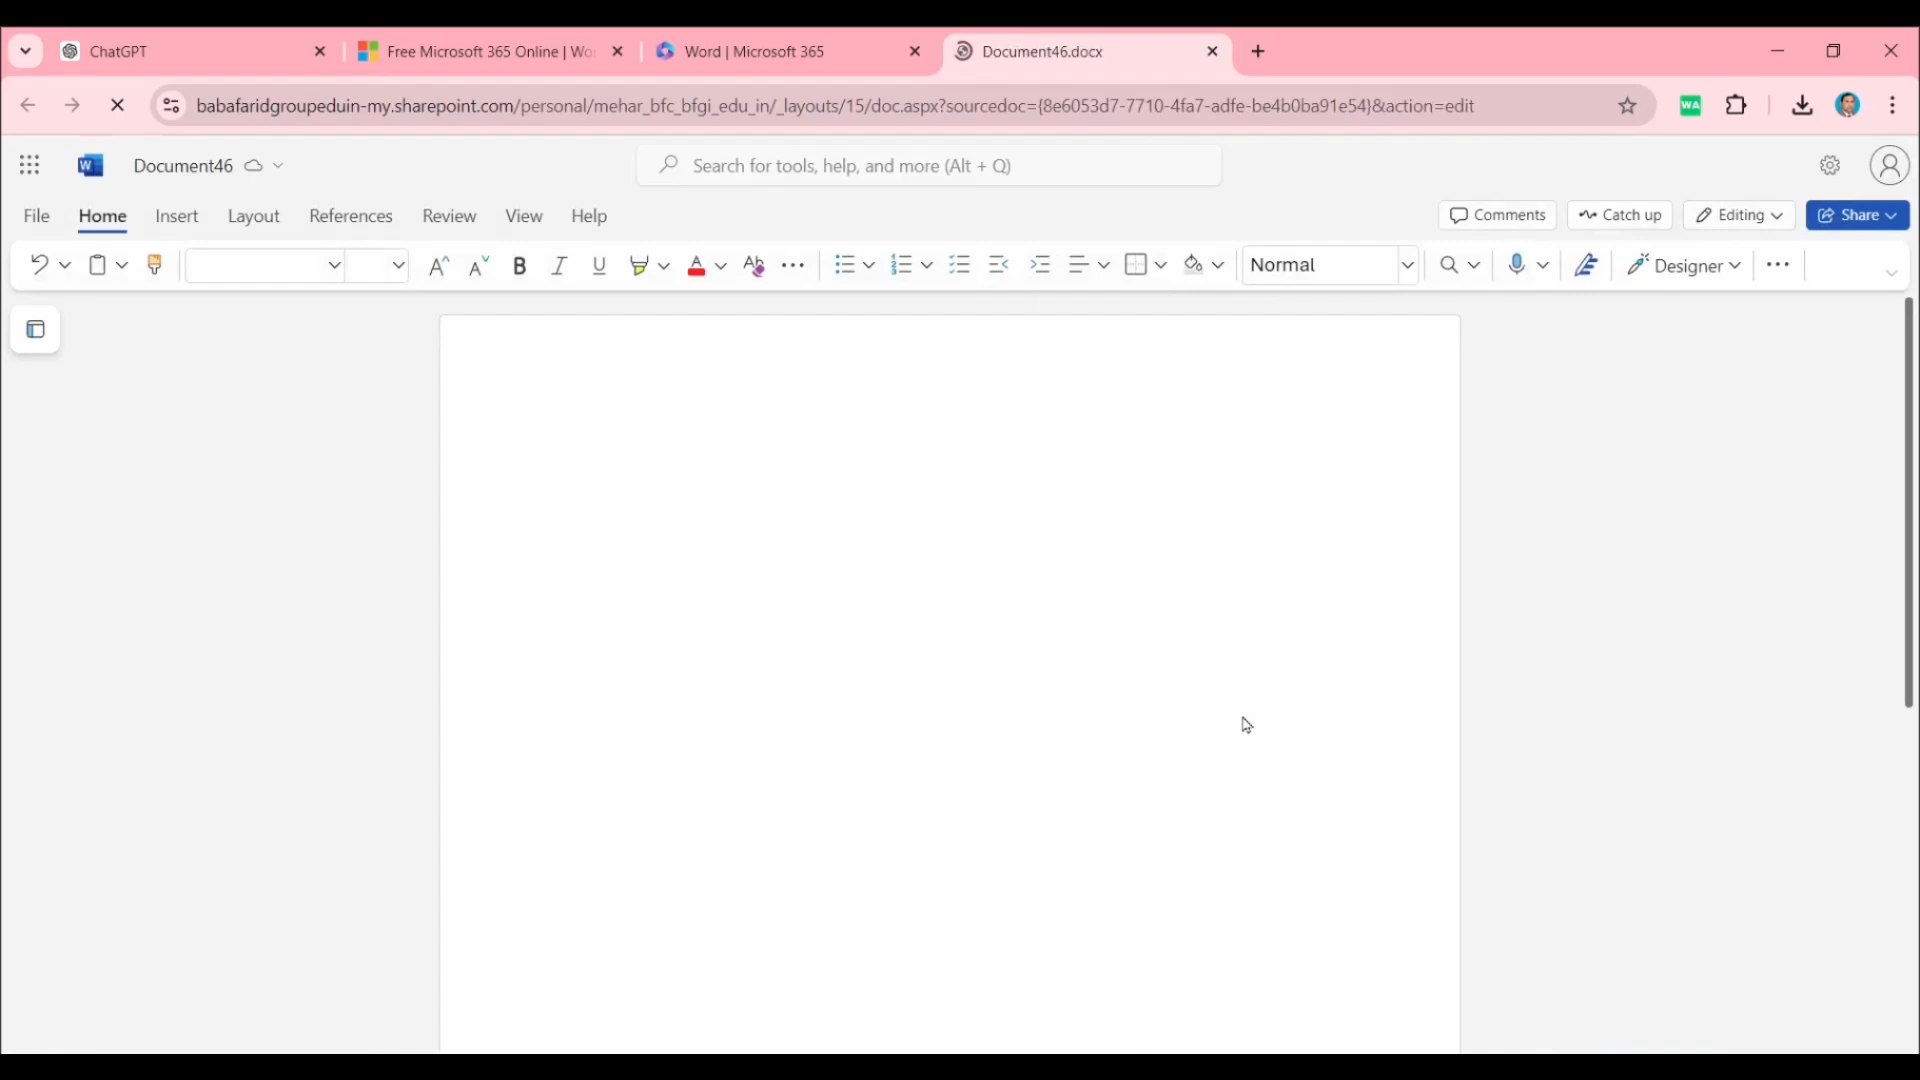 ChatGPT
Free Microsoft 365 Online | Wo
Word | Microsoft 365
Document46.docx
babafaridgroupeduin-my.sharepoint.com/personal/mehar_bfc_bfgi_edu_in/_layouts/15/doc.aspx?sourcedoc={8e6053d7-7710-4fa7-adfe-be4b0ba91e54}&action=edit
WA
W
Document46
Search for tools, help, and more (Alt + Q)
File Home Insert Layout References Review View Help
Comments Catch up Editing Share
Normal
Designer